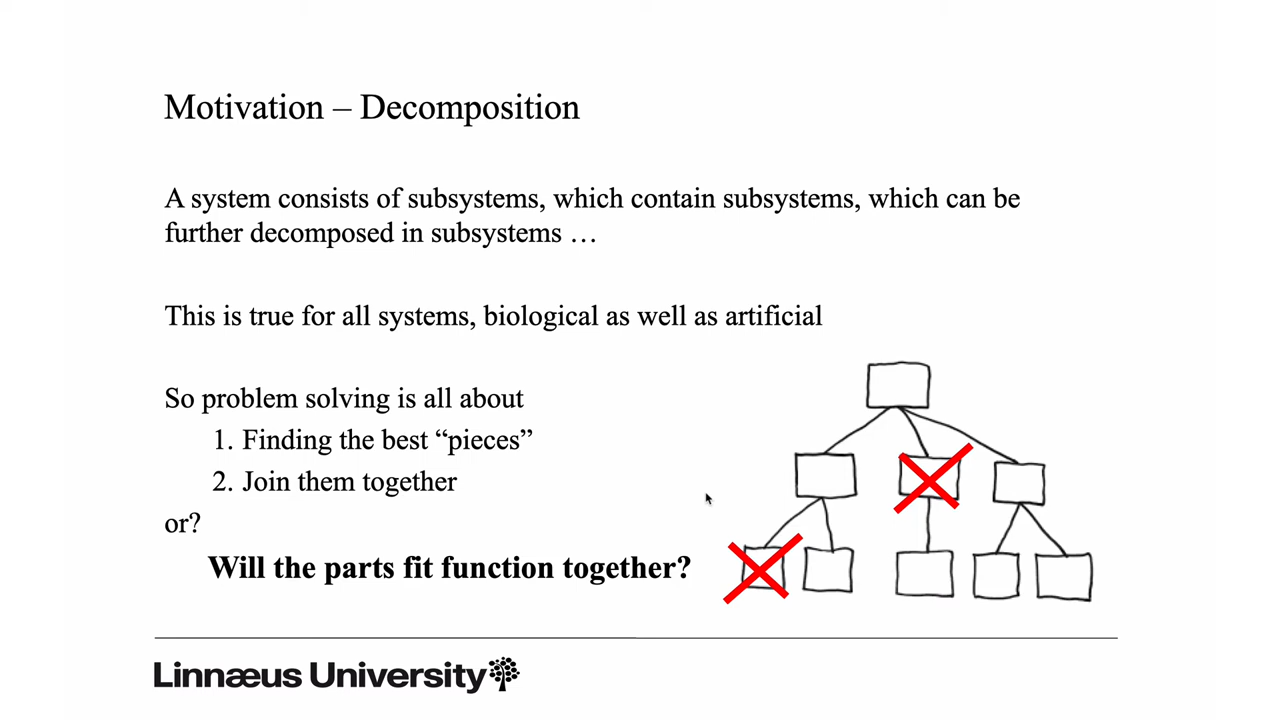 Motivation – Decomposition
A system consists of subsystems, which contain subsystems, which can be
further decomposed in subsystems …
This is true for all systems, biological as well as artificial
So problem solving is all about
1. Finding the best “pieces”
2. Join them together
or?
Will the parts fit function together?
Linnæus University